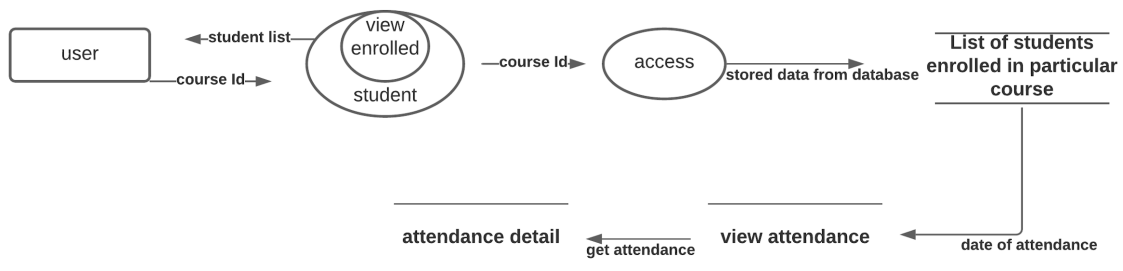 user
student list
course Id
view
enrolled
student
course Id
access
stored data from database
List of students
enrolled in particular
course
date of attendance
view attendance
get attendance
attendance detail